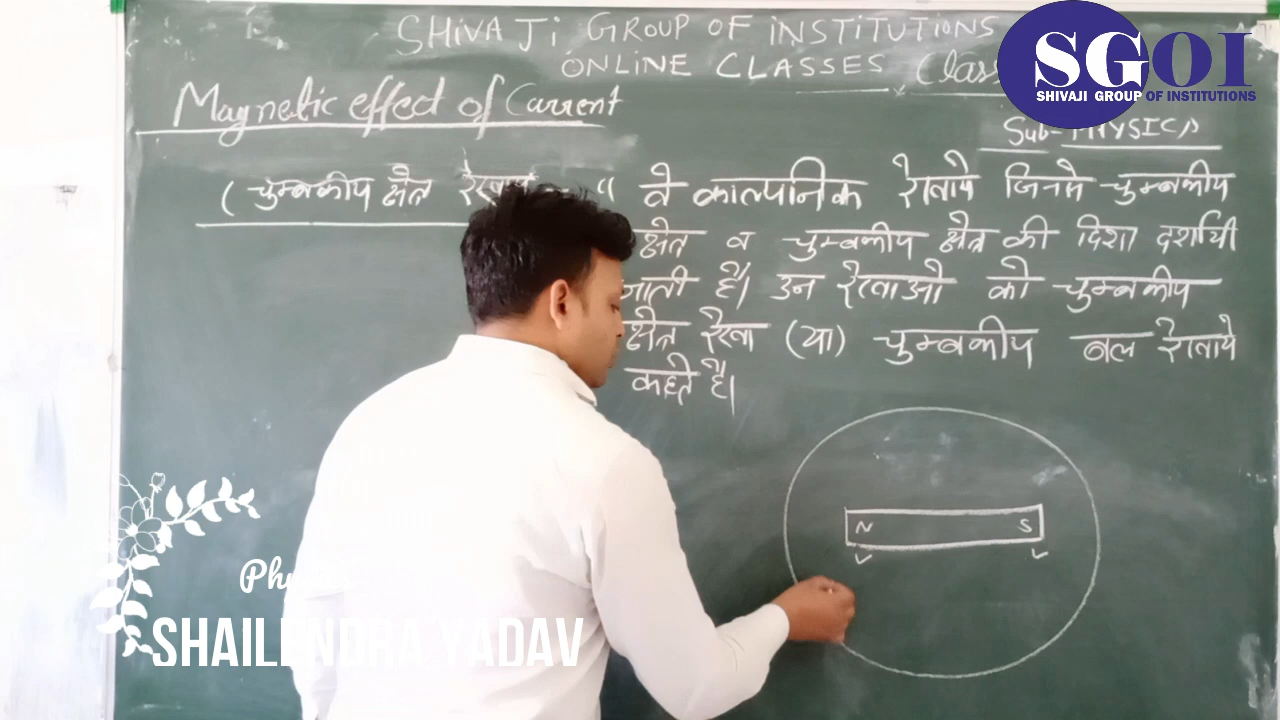 SHIVAJI GROUP OF INSTITUTIONS
ONLINE CLASSES Class
SGOI
SHIVAJI GROUP OF INSTITUTIONS
Magnetic effect of Current
Sub- PHYSICS
( चुम्बकीय क्षेत्र " वे काल्पनिक रेखाये जिनसे चुम्बकीय
क्षेत्र व चुम्बकीय क्षेत्र की दिशा दर्शायी
जाती है। उन रेखाओ को चुम्बकीय
क्षेत्र रेखा (या) चुम्बकीय बल रेखाये
कहते है।
N S
SHAILENDRA YADAV